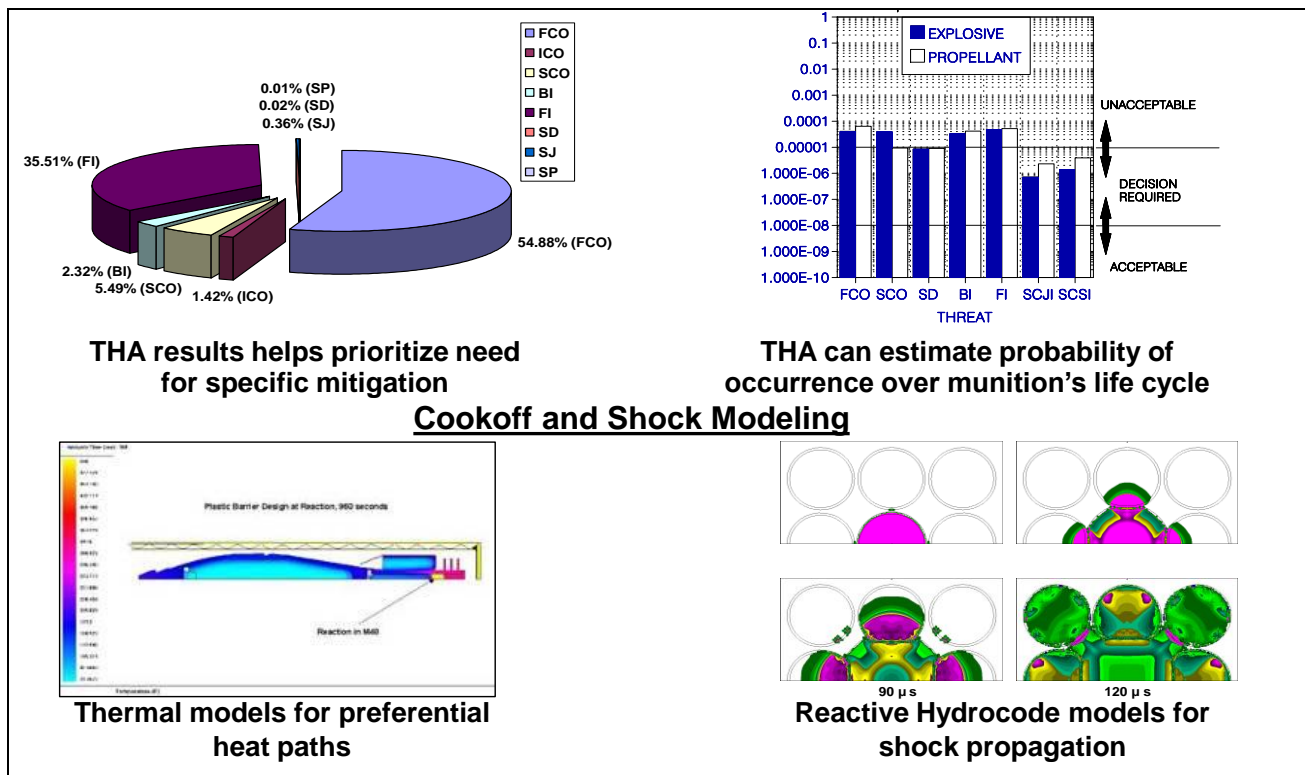 FCO
ICO
SCO
BI
FI
SD
SJ
SP
0.01% (SP)
0.02% (SD)
0.36% (SJ)
35.51% (FI)
54.88% (FCO)
2.32% (BI)
5.49% (SCO)
1.42% (ICO)
THA results helps prioritize need
for specific mitigation
1
0.1
0.01
0.001
0.0001
0.00001
1.000E-06
1.000E-07
1.000E-08
1.000E-09
1.000E-10
EXPLOSIVE
PROPELLANT
UNACCEPTABLE
DECISION
REQUIRED
ACCEPTABLE
FCO SCO SD BI FI SCJI SCSI
THREAT
THA can estimate probability of
occurrence over munition's life cycle
Cookoff and Shock Modeling
Plastic Barrier Design at Reaction, 960 seconds
Reaction in M48
Thermal models for preferential
heat paths
90 µ s
120 µ s
Reactive Hydrocode models for
shock propagation